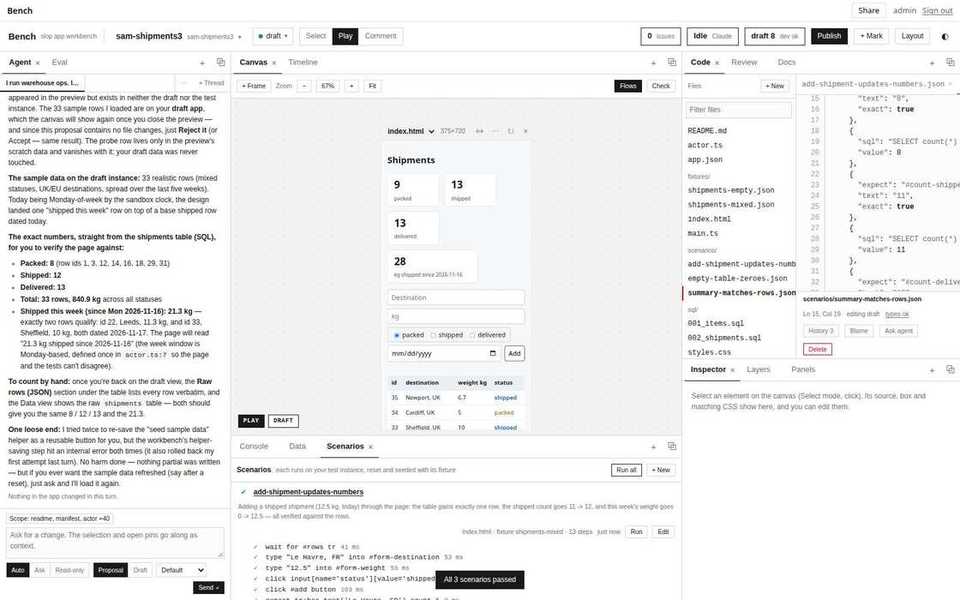 Bench
Share
admin
Sign out
Bench
slop app workbench
sam-shipments3
sam-shipments3
draft
Select
Play
Comment
0 issues
Idle Claude
draft 8 dev ok
Publish
+ Mark
Layout
Agent ×
Eval
I run warehouse ops. I...
+ Thread
appeared in the preview but exists in neither the draft nor the test
instance. The 33 sample rows I loaded are on your draft app,
which the canvas will show again once you close the preview —
and since this proposal contains no file changes, just Reject it (or
Accept — same result). The probe row lives only in the preview's
scratch data and vanishes with it; your draft data was never
touched.
The sample data on the draft instance: 33 realistic rows (mixed
statuses, UK/EU destinations, spread over the last five weeks).
Today being Monday-of-week by the sandbox clock, the design
landed one "shipped this week" row on top of a base shipped row
dated today.
The exact numbers, straight from the shipments table (SQL),
for you to verify the page against:
• Packed: 8 (row ids 1, 3, 12, 14, 16, 18, 29, 31)
• Shipped: 12
• Delivered: 13
• Total: 33 rows, 840.9 kg across all statuses
• Shipped this week (since Mon 2026-11-16): 21.3 kg —
exactly two rows qualify: id 22, Leeds, 11.3 kg, and id 33,
Sheffield, 10 kg, both dated 2026-11-17. The page will read
"21.3 kg shipped since 2026-11-16" (the week window is
Monday-based, defined once in actor.ts:7 so the page
and the tests can't disagree).
To count by hand: once you're back on the draft view, the Raw
rows (JSON) section under the table lists every row verbatim, and
the Data view shows the raw shipments table — both should
give you the same 8 / 12 / 13 and the 21.3.
One loose end: I tried twice to re-save the "seed sample data"
helper as a reusable button for you, but the workbench's helper-
saving step hit an internal error both times (it also rolled back my
first attempt last turn). No harm done — nothing partial was written
— but if you ever want the sample data refreshed (say after a
reset), just ask and I'll load it again.
Nothing in the app changed in this turn.
Scope: readme, manifest, actor +40
Ask for a change. The selection and open pins go along as
context.
Auto
Ask
Read-only
Proposal
Draft
Default
Send
Canvas ×
Timeline
+ Frame
Zoom
−
67%
+
Fit
Flows
Check
index.html
375×720
Shipments
9
packed
13
shipped
13
delivered
28
kg shipped since 2026-11-16
Destination
kg
packed
shipped
delivered
mm/dd/yyyy
Add
id destination weight kg status
35 Newport, UK 6.7 shipped
34 Cardiff, UK 5 packed
33 Sheffield, UK 10 shipped
PLAY
DRAFT
Console
Data
Scenarios ×
Scenarios each runs on your test instance, reset and seeded with its fixture
Run all
+ New
✓ add-shipment-updates-numbers
Adding a shipped shipment (12.5 kg, today) through the page: the table gains exactly one row, the shipped count goes 11 -> 12, and this week's weight goes
0 -> 12.5 — all verified against the rows.
index.html · fixture shipments-mixed · 13 steps just now
Run
Edit
✓ wait for #rows tr 41 ms
✓ type "Le Havre, FR" into #form-destination 53 ms
✓ type "12.5" into #form-weight 55 ms
✓ click input[name='status'][value='shipped
✓ click #add button 103 ms
All 3 scenarios passed
Code ×
Review
Docs
Files
+ New
Filter files
README.md
actor.ts
app.json
fixtures/
shipments-empty.json
shipments-mixed.json
index.html
main.ts
scenarios/
add-shipment-updates-numb
empty-table-zeroes.json
summary-matches-rows.json
sql/
001_items.sql
002_shipments.sql
styles.css
add-shipment-updates-numbers.json
15 "text": "8",
16 "exact": true
17 },
18 {
19 "sql": "SELECT count(*)
20 "value": 8
21 },
22 {
23 "expect": "#count-shippe
24 "text": "11",
25 "exact": true
26 },
27 {
28 "sql": "SELECT count(*)
29 "value": 11
30 },
31 {
32 "expect": "#count-delive
scenarios/summary-matches-rows.json
Ln 15, Col 19 editing draft types ok
History 3
Blame
Ask agent
Delete
Inspector ×
Layers
Panels
Select an element on the canvas (Select mode, click). Its source, box and
matching CSS show here, and you can edit them.